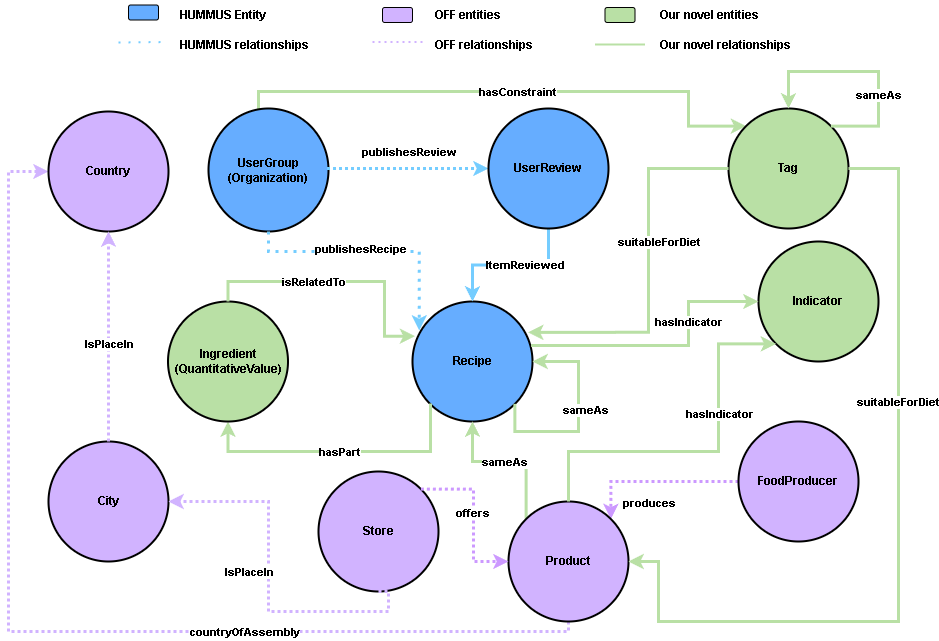 HUMMUS Entity
OFF entities
Our novel entities
HUMMUS relationships
OFF relationships
Our novel relationships
hasConstraint
sameAs
Country
UserGroup
(Organization)
publishesReview
UserReview
Tag
suitableForDiet
publishesRecipe
ItemReviewed
isRelatedTo
Indicator
hasIndicator
IsPlaceIn
Ingredient
(QuantitativeValue)
Recipe
sameAs
hasIndicator
suitableForDiet
hasPart
sameAs
FoodProducer
City
offers
produces
Store
Product
IsPlaceIn
countryOfAssembly